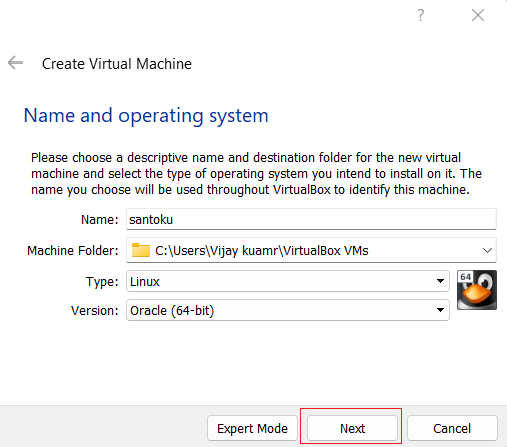 ?
Create Virtual Machine
Name and operating system
Please choose a descriptive name and destination folder for the new virtual
machine and select the type of operating system you intend to install on it. The
name you choose will be used throughout VirtualBox to identify this machine.
Name: santoku
Machine Folder: C:\Users\Vijay kuamr\VirtualBox VMs
Type: Linux
64
Version: Oracle (64-bit)
Expert Mode Next Cancel